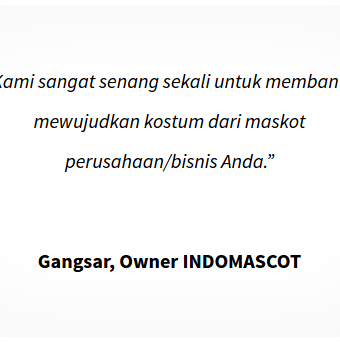 Kami sangat senang sekali untuk memban
mewujudkan kostum dari maskot
perusahaan/bisnis Anda.”
Gangsar, Owner INDOMASCOT